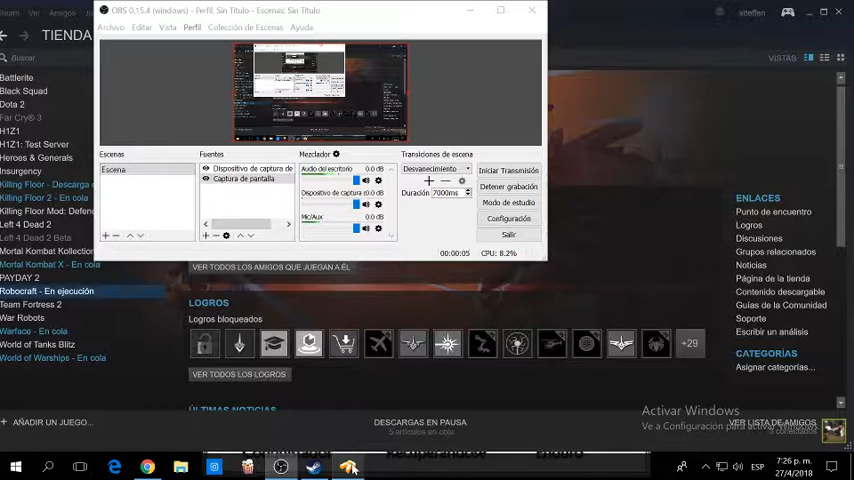 OBS 0.15.4 (windows) - Perfil: Sin Título - Escenas: Sin Título
Archivo Editar Vista Perfil Colección de Escenas Ayuda
TIENDA
Buscar
VISTAS
Battlerite
Black Squad
Dota 2
Far Cry® 3
H1Z1
H1Z1: Test Server
Heroes & Generals
Insurgency
Killing Floor - Descarga
Killing Floor 2 - En cola
Killing Floor Mod: Defenc
Left 4 Dead 2
Left 4 Dead 2 Beta
Mortal Kombat Kollection
Mortal Kombat X - En cola
PAYDAY 2
Robocraft - En ejecución
Team Fortress 2
War Robots
Warface - En cola
World of Tanks Blitz
World of Warships - En cola
Escenas
Escena
Fuentes
Dispositivo de captura de
Captura de pantalla
Mezclador
Audio del escritorio 0.0 dB
Dispositivo de captura 0.0 dB
Mic/Aux 0.0 dB
Transiciones de escena
Desvanecimiento
Duración 7000ms
Iniciar Transmisión
Detener grabación
Modo de estudio
Configuración
Salir
00:00:05 CPU: 8.2%
VER TODOS LOS AMIGOS QUE JUEGAN A ÉL
LOGROS
Logros bloqueados
+29
VER TODOS LOS LOGROS
ÚLTIMAS NOTICIAS
ENLACES
Punto de encuentro
Logros
Discusiones
Grupos relacionados
Noticias
Página de la tienda
Contenido descargable
Guías de la Comunidad
Soporte
Escribir un análisis
CATEGORÍAS
Asignar categorías...
Activar Windows
Ve a Configuración para activar
AÑADIR UN JUEGO...
DESCARGAS EN PAUSA
5 artículos en cola
VER LISTA DE AMIGOS
3 conectados
ESP
7:26 p. m.
27/4/2018